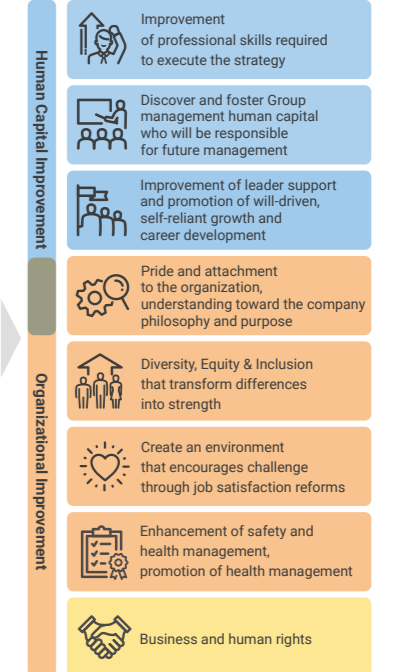 Human Capital Improvement
Improvement
of professional skills required
to execute the strategy
Discover and foster Group
management human capital
who will be responsible
for future management
Improvement of leader support
and promotion of will-driven,
self-reliant growth and
career development
Organizational Improvement
Pride and attachment
to the organization,
understanding toward the company
philosophy and purpose
Diversity, Equity & Inclusion
that transform differences
into strength
Create an environment
that encourages challenge
through job satisfaction reforms
Enhancement of safety and
health management,
promotion of health management
Business and human rights